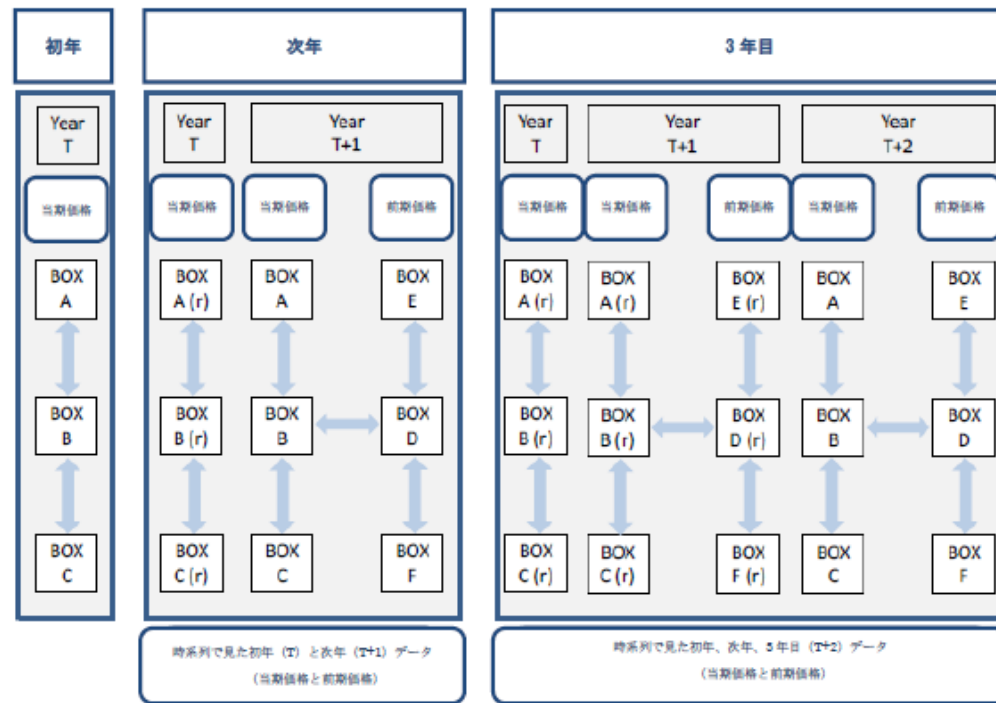 初年
次年
3年目
Year
T
Year
T
Year
T+1
Year
T
Year
T+1
Year
T+2
当期価格
当期価格
当期価格
前期価格
当期価格
当期価格
前期価格
当期価格
前期価格
BOX
A
BOX
A (r)
BOX
A
BOX
E
BOX
A (r)
BOX
A (r)
BOX
E (r)
BOX
A
BOX
E
BOX
B
BOX
B (r)
BOX
B
BOX
D
BOX
B (r)
BOX
B (r)
BOX
D (r)
BOX
B
BOX
D
BOX
C
BOX
C (r)
BOX
C
BOX
F
BOX
C (r)
BOX
C (r)
BOX
F (r)
BOX
C
BOX
F
時系列で見た初年（T）と次年（T+1）データ
（当期価格と前期価格）
時系列で見た初年、次年、3年目（T+2）データ
（当期価格と前期価格）